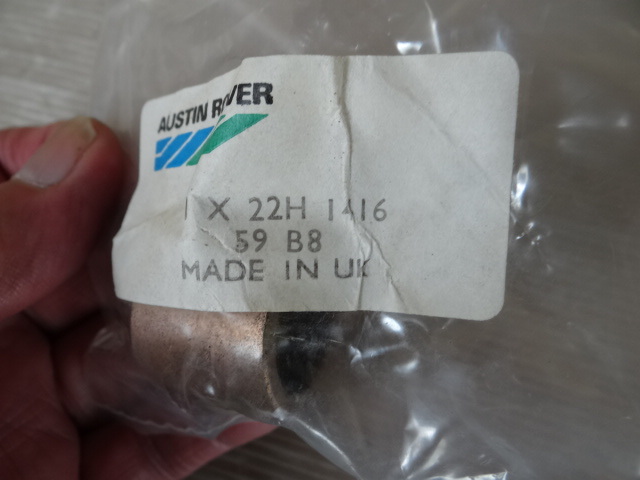 AUSTIN ROVER
1 X 22H 1416
59 B8
MADE IN UK